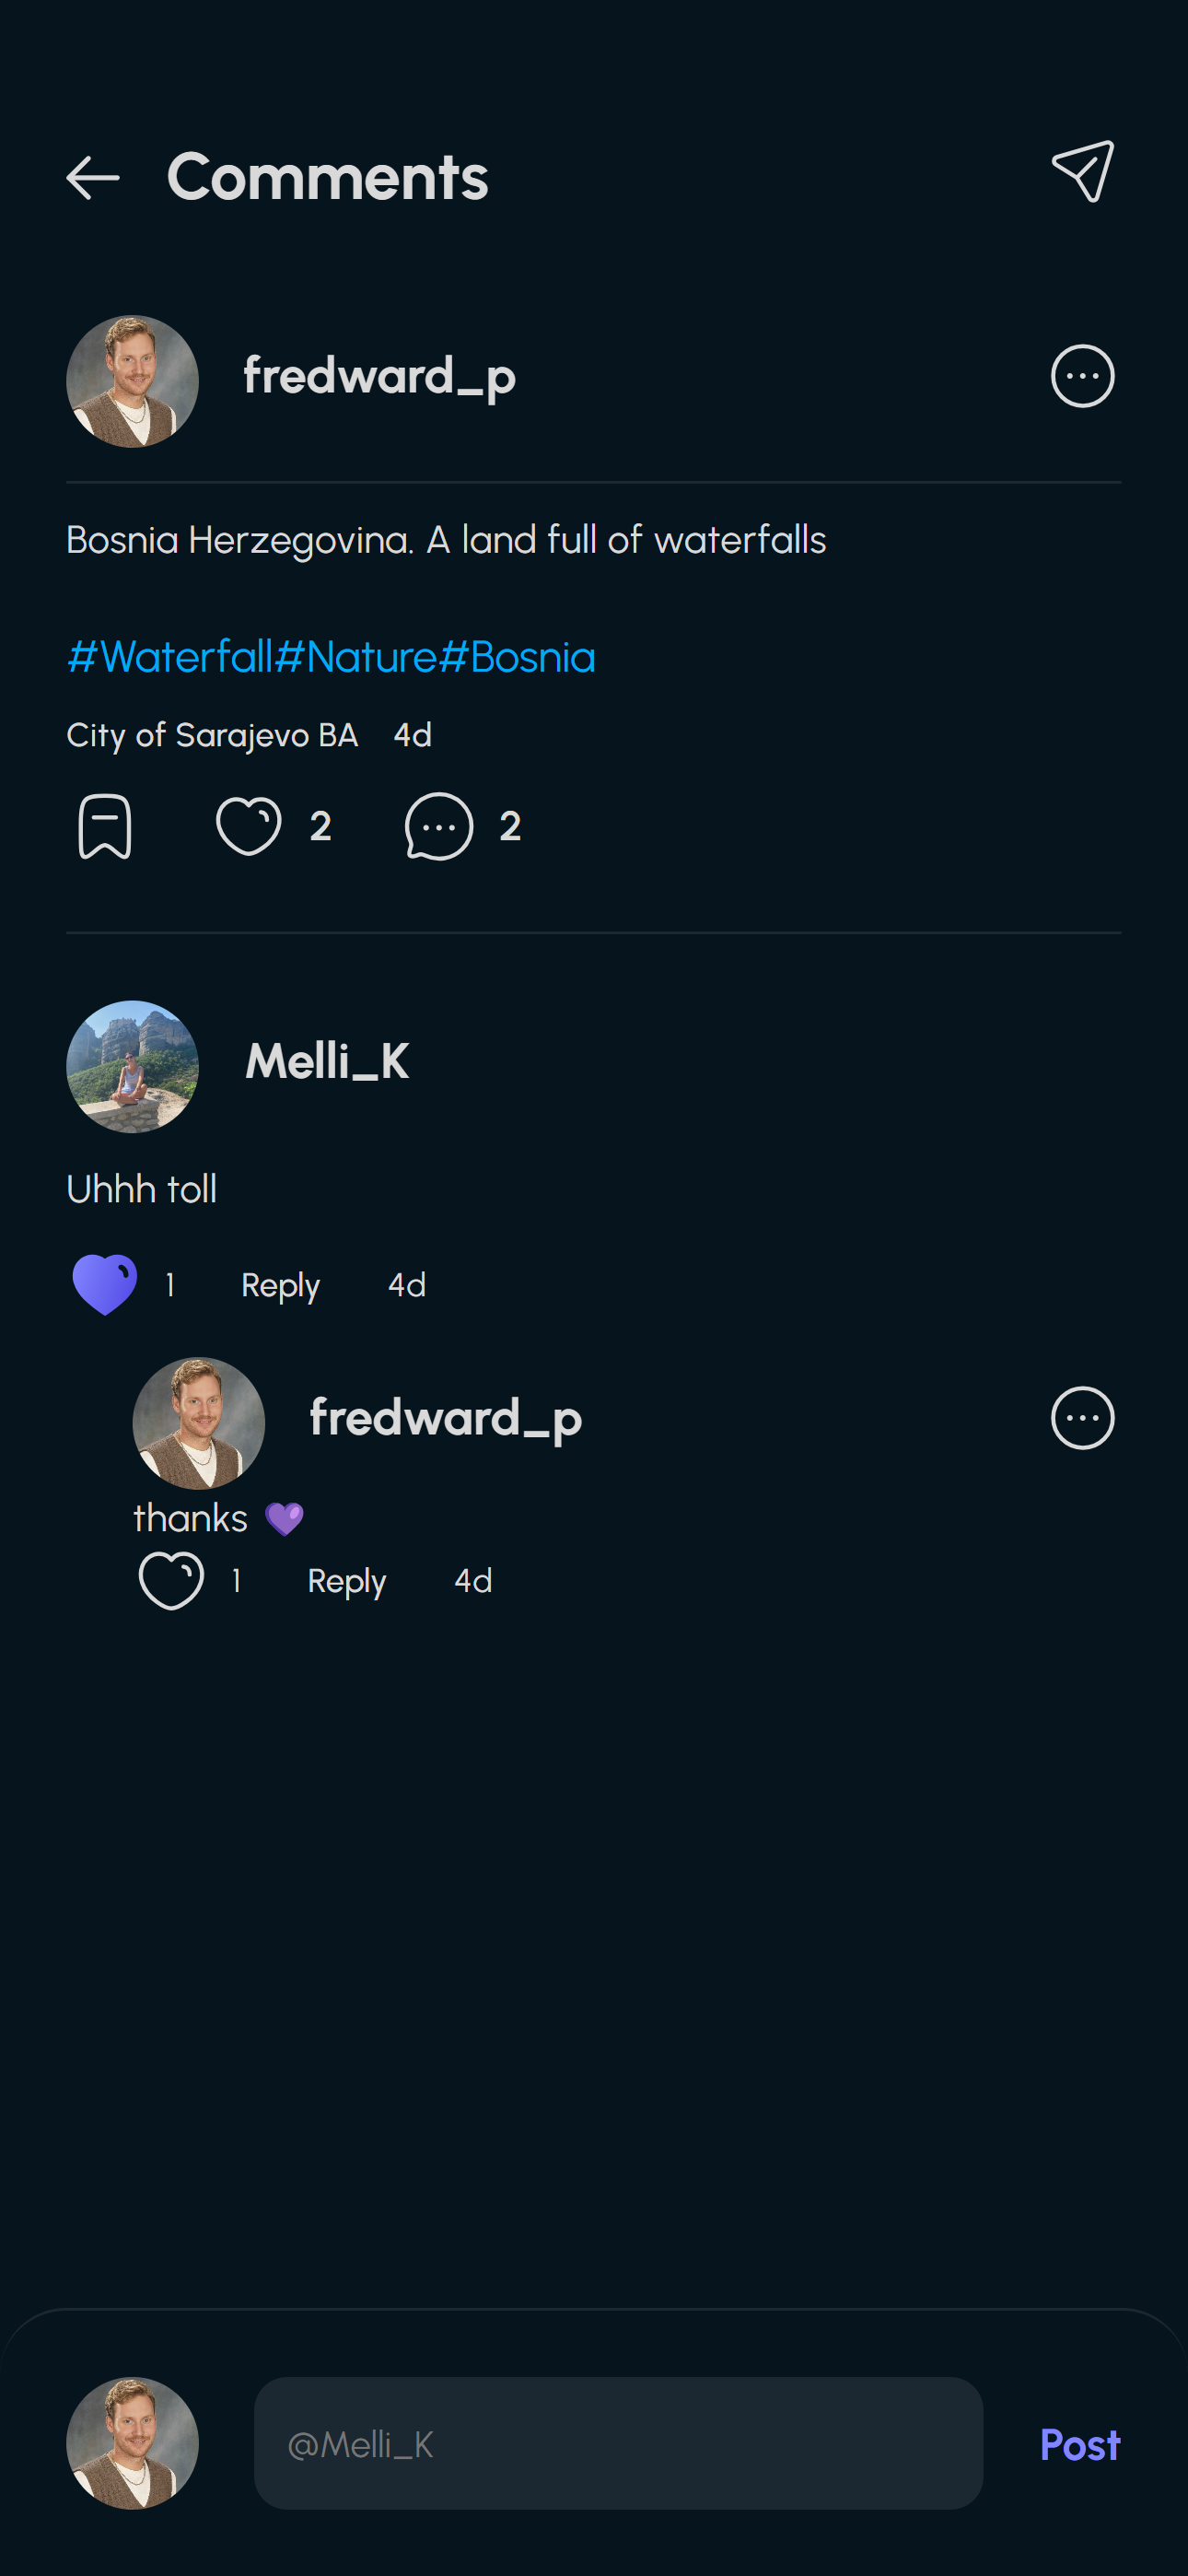 Comments
fredward_p
Bosnia Herzegovina. A land full of waterfalls
#Waterfall#Nature#Bosnia
City of Sarajevo BA 4d
2 2
Melli_K
Uhhh toll
1 Reply 4d
fredward_p
thanks 💜
1 Reply 4d
@Melli_K Post